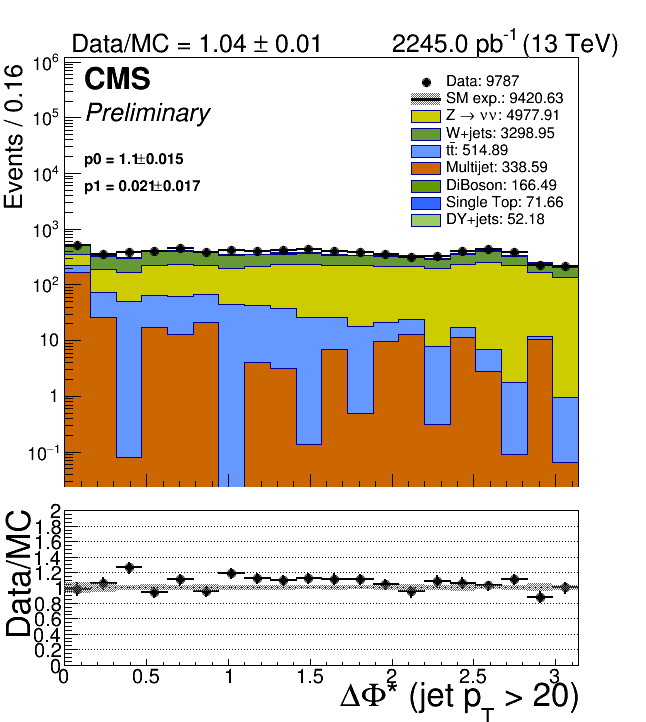 Data/MC = 1.04 ± 0.01 2245.0 pb⁻¹ (13 TeV)
Events / 0.16
10⁶
10⁵
10⁴
10³
10²
10
1
10⁻¹
CMS
Preliminary
p0 = 1.1±0.015
p1 = 0.021±0.017
Data: 9787
SM exp.: 9420.63
Z → νν: 4977.91
W+jets: 3298.95
tt̄: 514.89
Multijet: 338.59
DiBoson: 166.49
Single Top: 71.66
DY+jets: 52.18
Data/MC
2
1.8
1.6
1.4
1.2
1
0.8
0.6
0.4
0.2
0
0 0.5 1 1.5 2 2.5 3
ΔΦ* (jet p_T > 20)